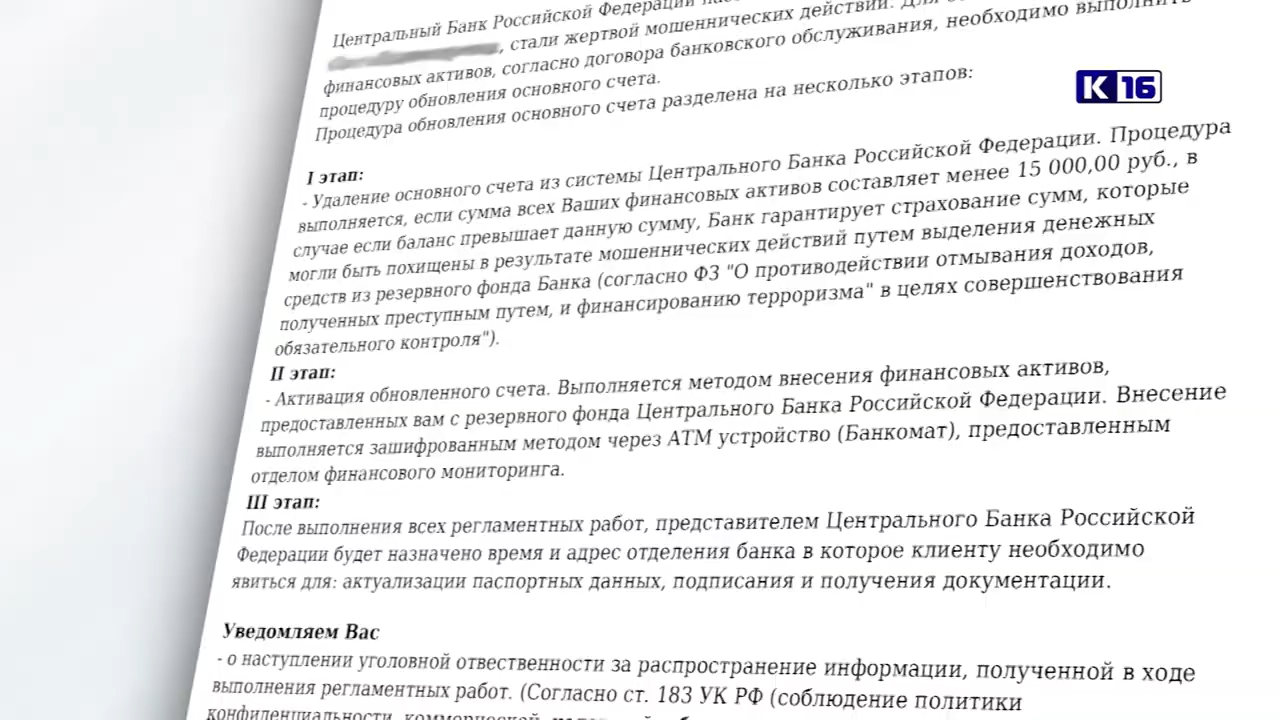 Центральный Банк Российской Федерации
, стали жертвой мошеннических действий. Для
финансовых активов, согласно договора банковского обслуживания, необходимо выполнить
процедуру обновления основного счета.
Процедура обновления основного счета разделена на несколько этапов:
К 16
I этап:
- Удаление основного счета из системы Центрального Банка Российской Федерации. Процедура
выполняется, если сумма всех Ваших финансовых активов составляет менее 15 000,00 руб., в
случае если баланс превышает данную сумму, Банк гарантирует страхование сумм, которые
могли быть похищены в результате мошеннических действий путем выделения денежных
средств из резервного фонда Банка (согласно ФЗ "О противодействии отмывания доходов,
полученных преступным путем, и финансированию терроризма" в целях совершенствования
обязательного контроля").
II этап:
- Активация обновленного счета. Выполняется методом внесения финансовых активов,
предоставленных вам с резервного фонда Центрального Банка Российской Федерации. Внесение
выполняется зашифрованным методом через АТМ устройство (Банкомат), предоставленным
отделом финансового мониторинга.
III этап:
После выполнения всех регламентных работ, представителем Центрального Банка Российской
Федерации будет назначено время и адрес отделения банка в которое клиенту необходимо
явиться для: актуализации паспортных данных, подписания и получения документации.
Уведомляем Вас
- о наступлении уголовной отвественности за распространение информации, полученной в ходе
выполнения регламентных работ. (Согласно ст. 183 УК РФ (соблюдение политики
конфиденциальности, коммерческой,